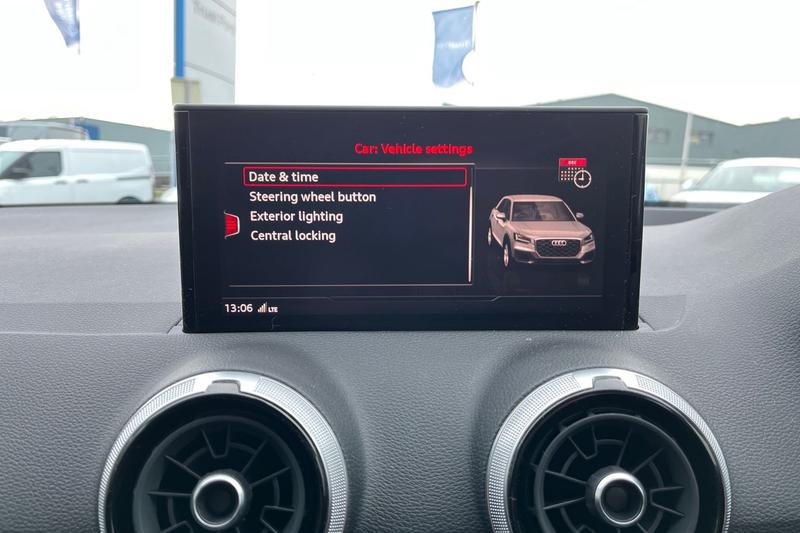 Car: Vehicle settings
Date & time
Steering wheel button
Exterior lighting
Central locking
13:06 LTE